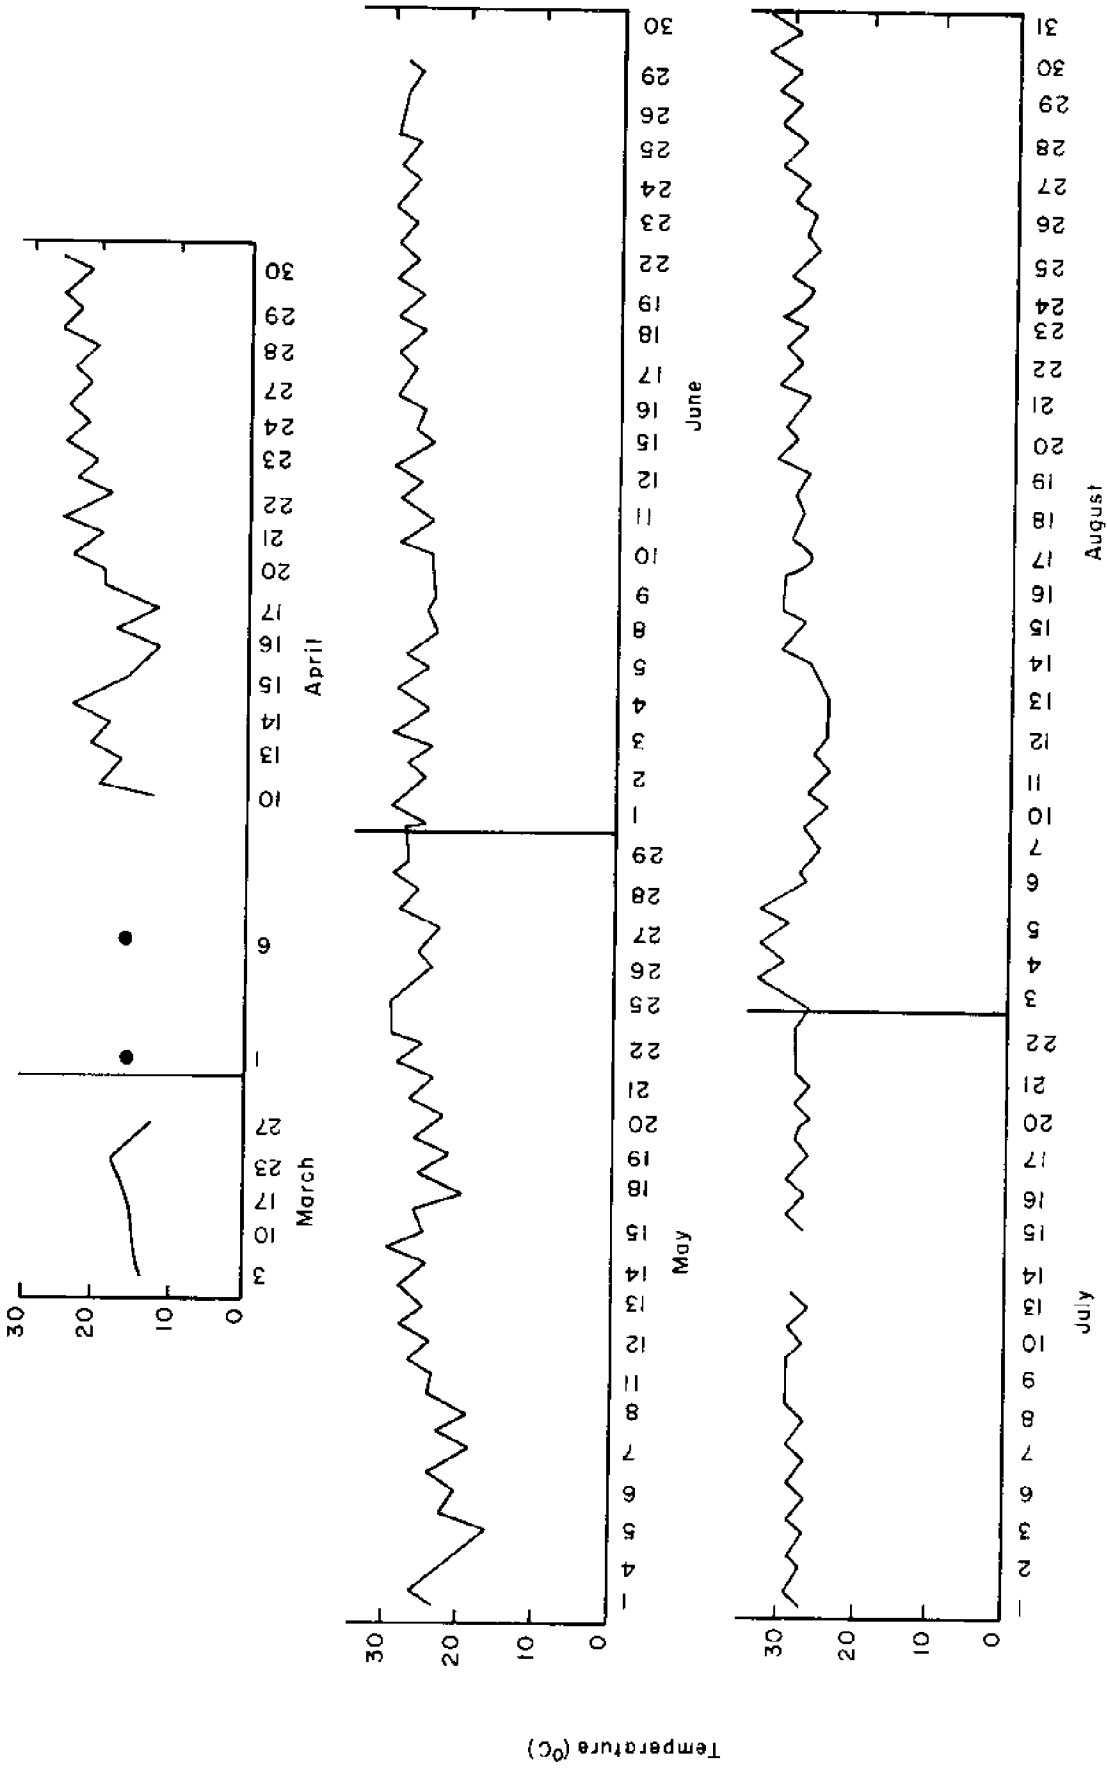 Temperature (°C)
30
20
10
0
3 10 17 23 27 1 6 10 13 14 15 16 17 20 21 22 23 24 27 28 29 30
March April
30
20
10
0
1 4 5 6 7 8 11 12 13 14 15 18 19 20 21 22 25 26 27 28 29 1 2 3 4 5 8 9 10 11 12 15 16 17 18 19 22 23 24 25 26 29 30
May June
30
20
10
0
1 2 3 6 7 8 9 10 13 14 15 16 17 20 21 22 3 4 5 6 7 10 11 12 13 14 15 16 17 18 19 20 21 22 23 24 25 26 27 28 29 30 31
July August